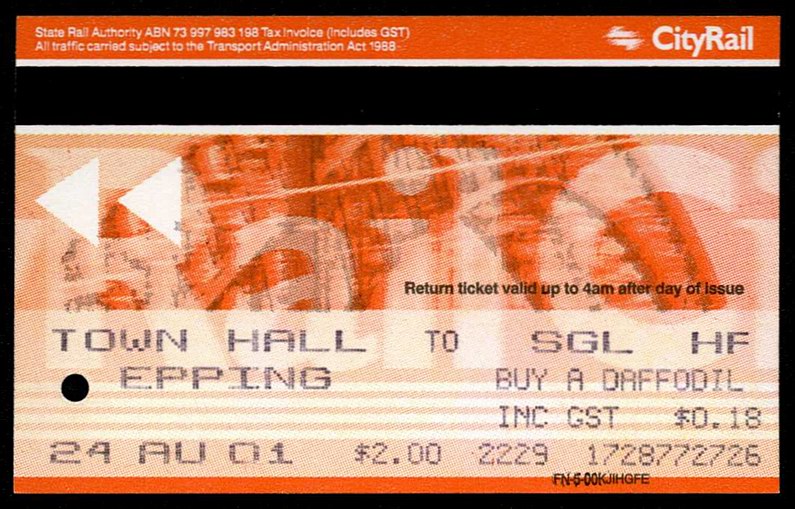 State Rail Authority ABN 73 997 983 198 Tax Invoice (Includes GST)
All traffic carried subject to the Transport Administration Act 1988
CityRail
Return ticket valid up to 4am after day of issue
TOWN HALL TO SGL HF
EPPING BUY A DAFFODIL
INC GST $0.18
24 AU 01 $2.00 2229 1728772726
FN-5-00KJIHGFE